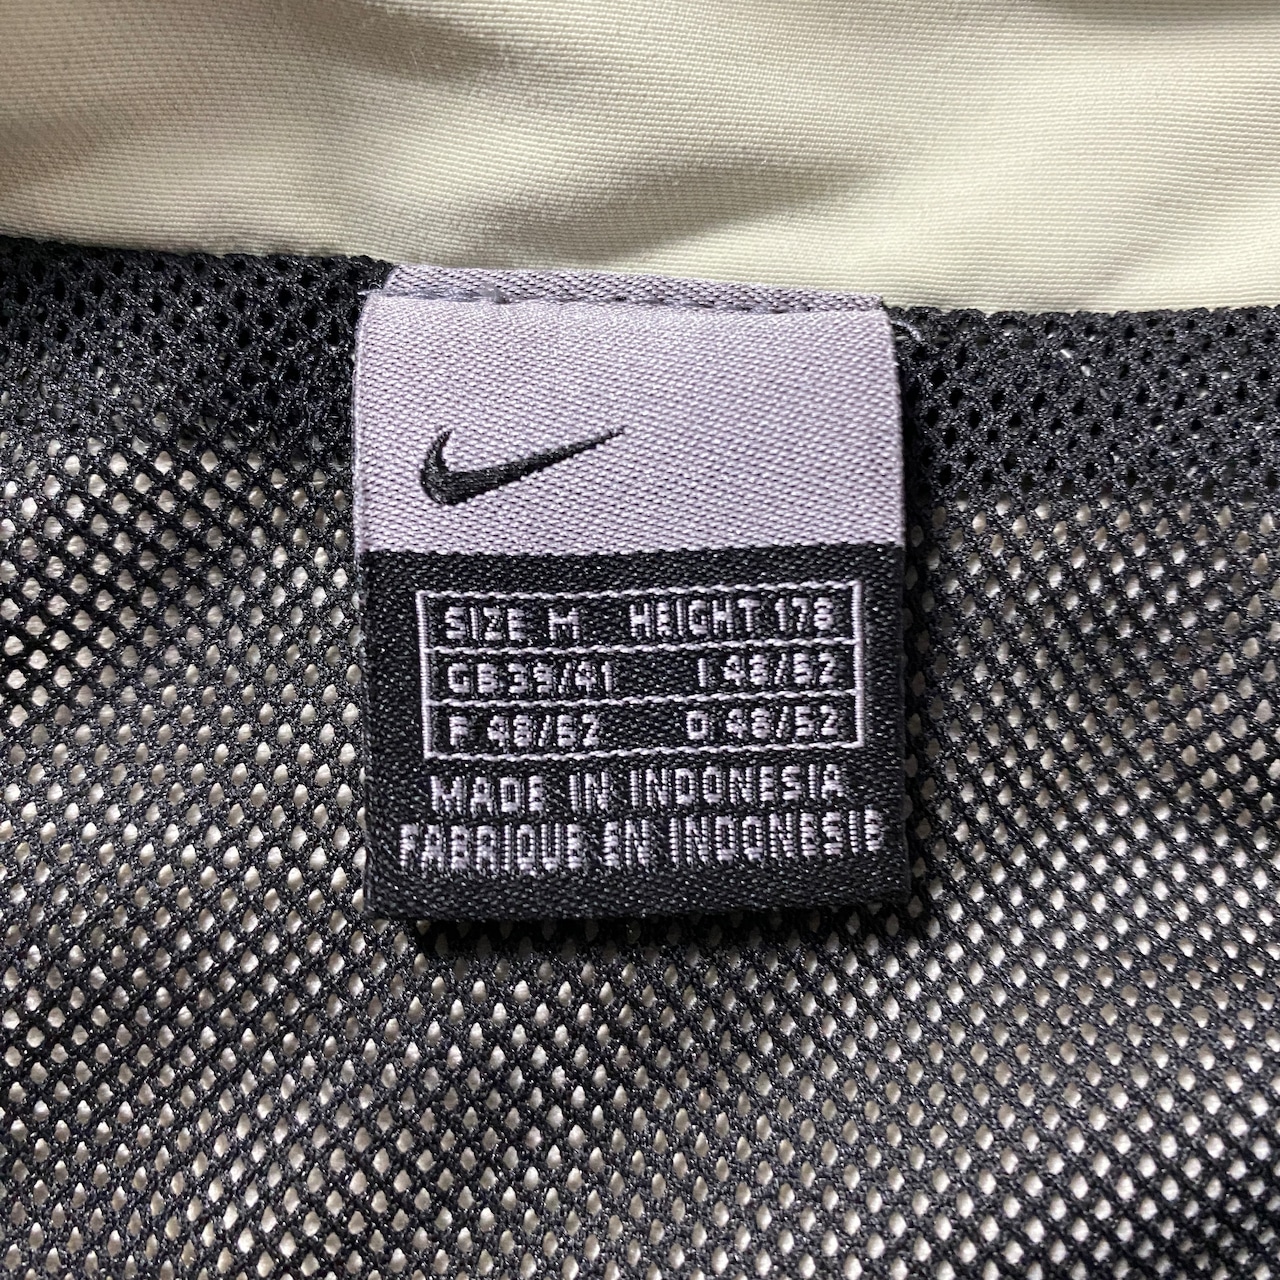 SIZE M HEIGHT 178
GB 39/41 I 48/52
F 48/52 D 48/52
MADE IN INDONESIA
FABRIQUE EN INDONESIE